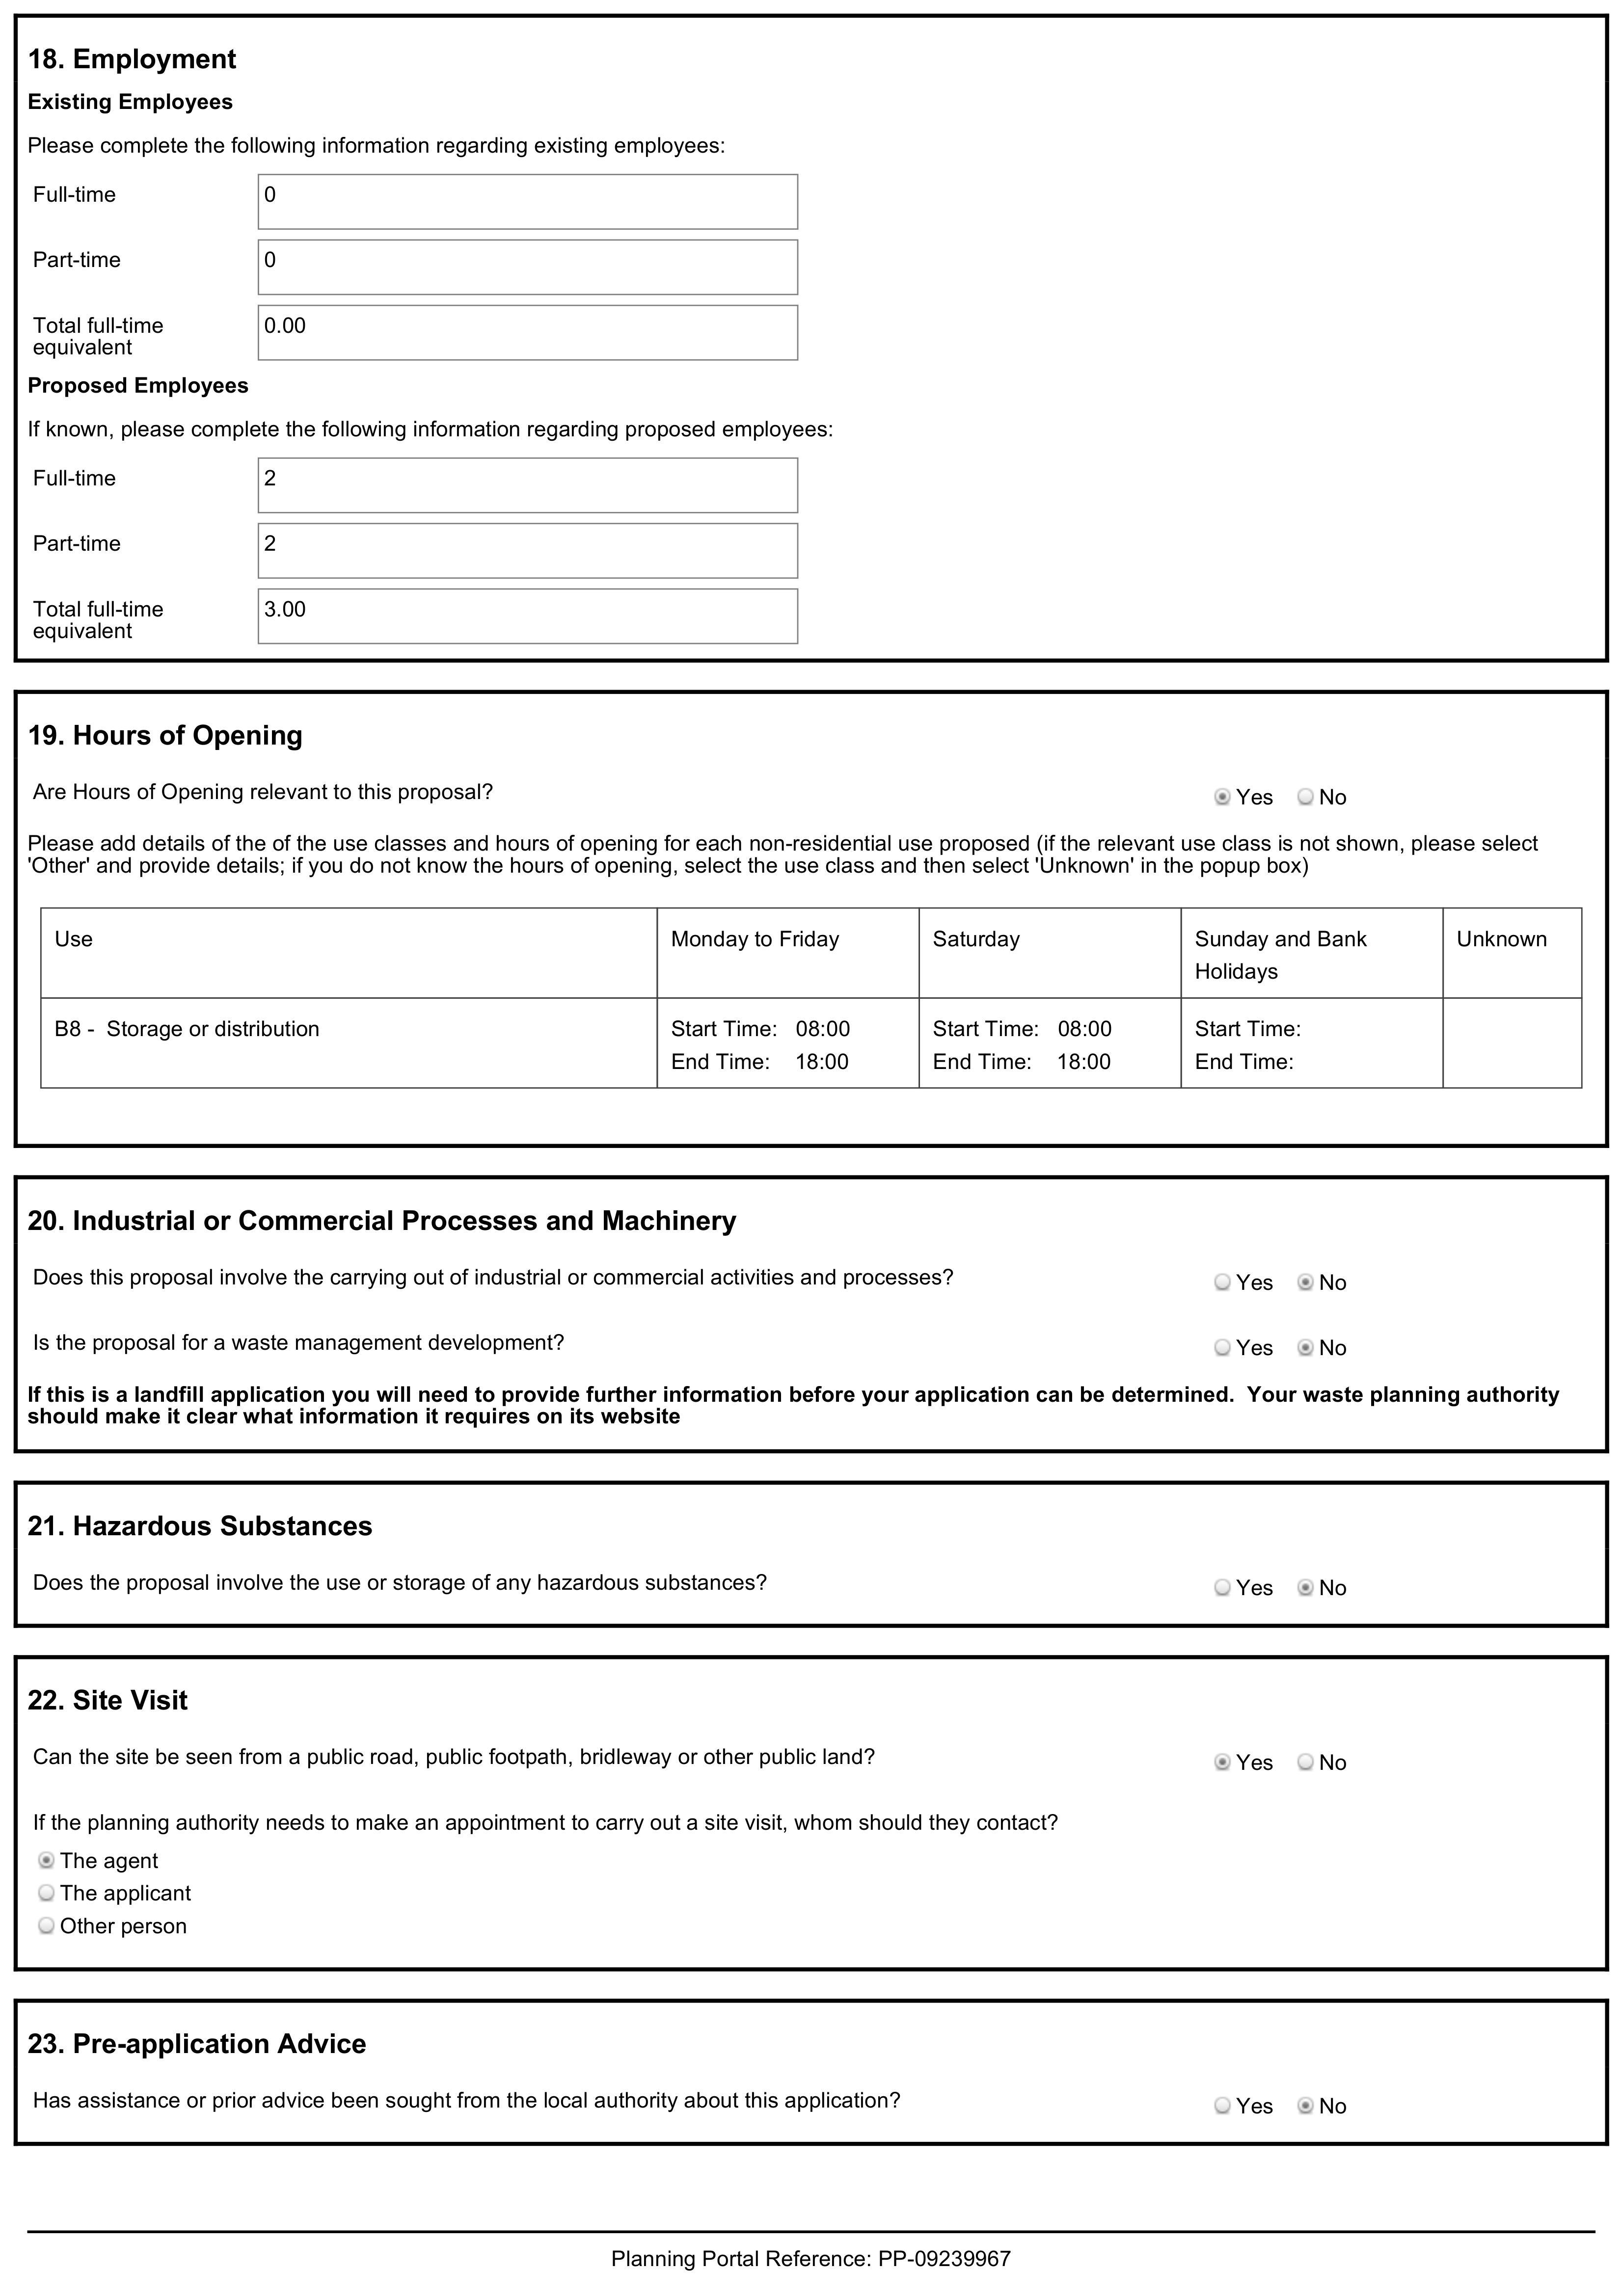 18. Employment
Existing Employees
Please complete the following information regarding existing employees:
Full-time 0
Part-time 0
Total full-time 0.00
equivalent
Proposed Employees
If known, please complete the following information regarding proposed employees:
Full-time 2
Part-time 2
Total full-time 3.00
equivalent
19. Hours of Opening
Are Hours of Opening relevant to this proposal? Yes No
Please add details of the of the use classes and hours of opening for each non-residential use proposed (if the relevant use class is not shown, please select
'Other' and provide details; if you do not know the hours of opening, select the use class and then select 'Unknown' in the popup box)
Use Monday to Friday Saturday Sunday and Bank Unknown
Holidays
B8 - Storage or distribution Start Time: 08:00 Start Time: 08:00 Start Time:
End Time: 18:00 End Time: 18:00 End Time:
20. Industrial or Commercial Processes and Machinery
Does this proposal involve the carrying out of industrial or commercial activities and processes? Yes No
Is the proposal for a waste management development? Yes No
If this is a landfill application you will need to provide further information before your application can be determined. Your waste planning authority
should make it clear what information it requires on its website
21. Hazardous Substances
Does the proposal involve the use or storage of any hazardous substances? Yes No
22. Site Visit
Can the site be seen from a public road, public footpath, bridleway or other public land? Yes No
If the planning authority needs to make an appointment to carry out a site visit, whom should they contact?
The agent
The applicant
Other person
23. Pre-application Advice
Has assistance or prior advice been sought from the local authority about this application? Yes No
Planning Portal Reference: PP-09239967